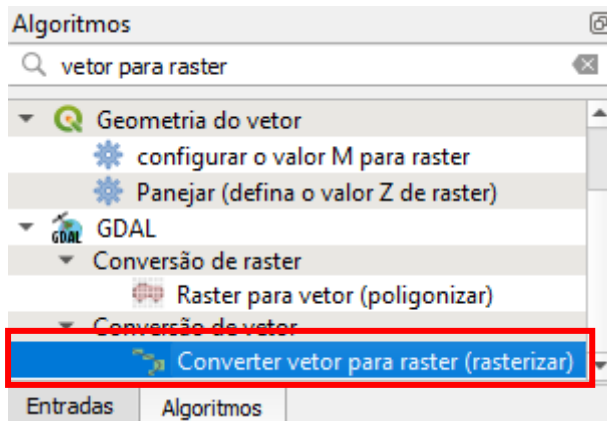 Algoritmos
vetor para raster
Geometria do vetor
configurar o valor M para raster
Panejar (defina o valor Z de raster)
GDAL
Conversão de raster
Raster para vetor (poligonizar)
Conversão de vetor
Converter vetor para raster (rasterizar)
Entradas Algoritmos